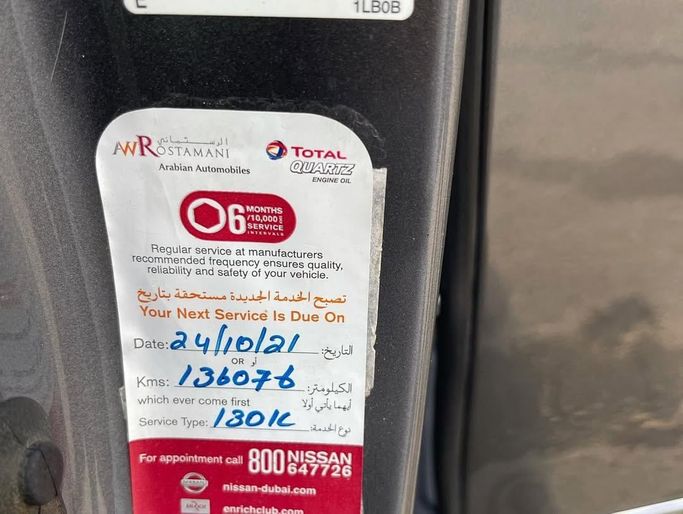 1LB0B
AWROSTAMANI الرستماني
Arabian Automobiles
TOTAL
QUARTZ
ENGINE OIL
6 MONTHS
/10,000
SERVICE
INTERVALS
Regular service at manufacturers
recommended frequency ensures quality,
reliability and safety of your vehicle.
تصبح الخدمة الجديدة مستحقة بتاريخ
Your Next Service Is Due On
Date: 24/10/21 التاريخ:
OR أو
Kms: 136076 الكيلومتر:
which ever come first أيهما يأتي أولا
Service Type: 130K نوع الخدمة:
For appointment call 800 NISSAN
647726
nissan-dubai.com
enrichclub.com